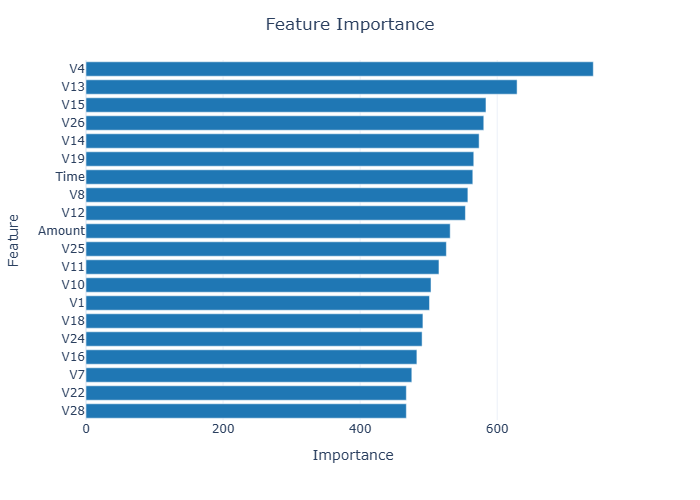 Feature Importance
V4
V13
V15
V26
V14
V19
Time
V8
V12
Amount
V25
V11
V10
V1
V18
V24
V16
V7
V22
V28
Feature
0 200 400 600
Importance